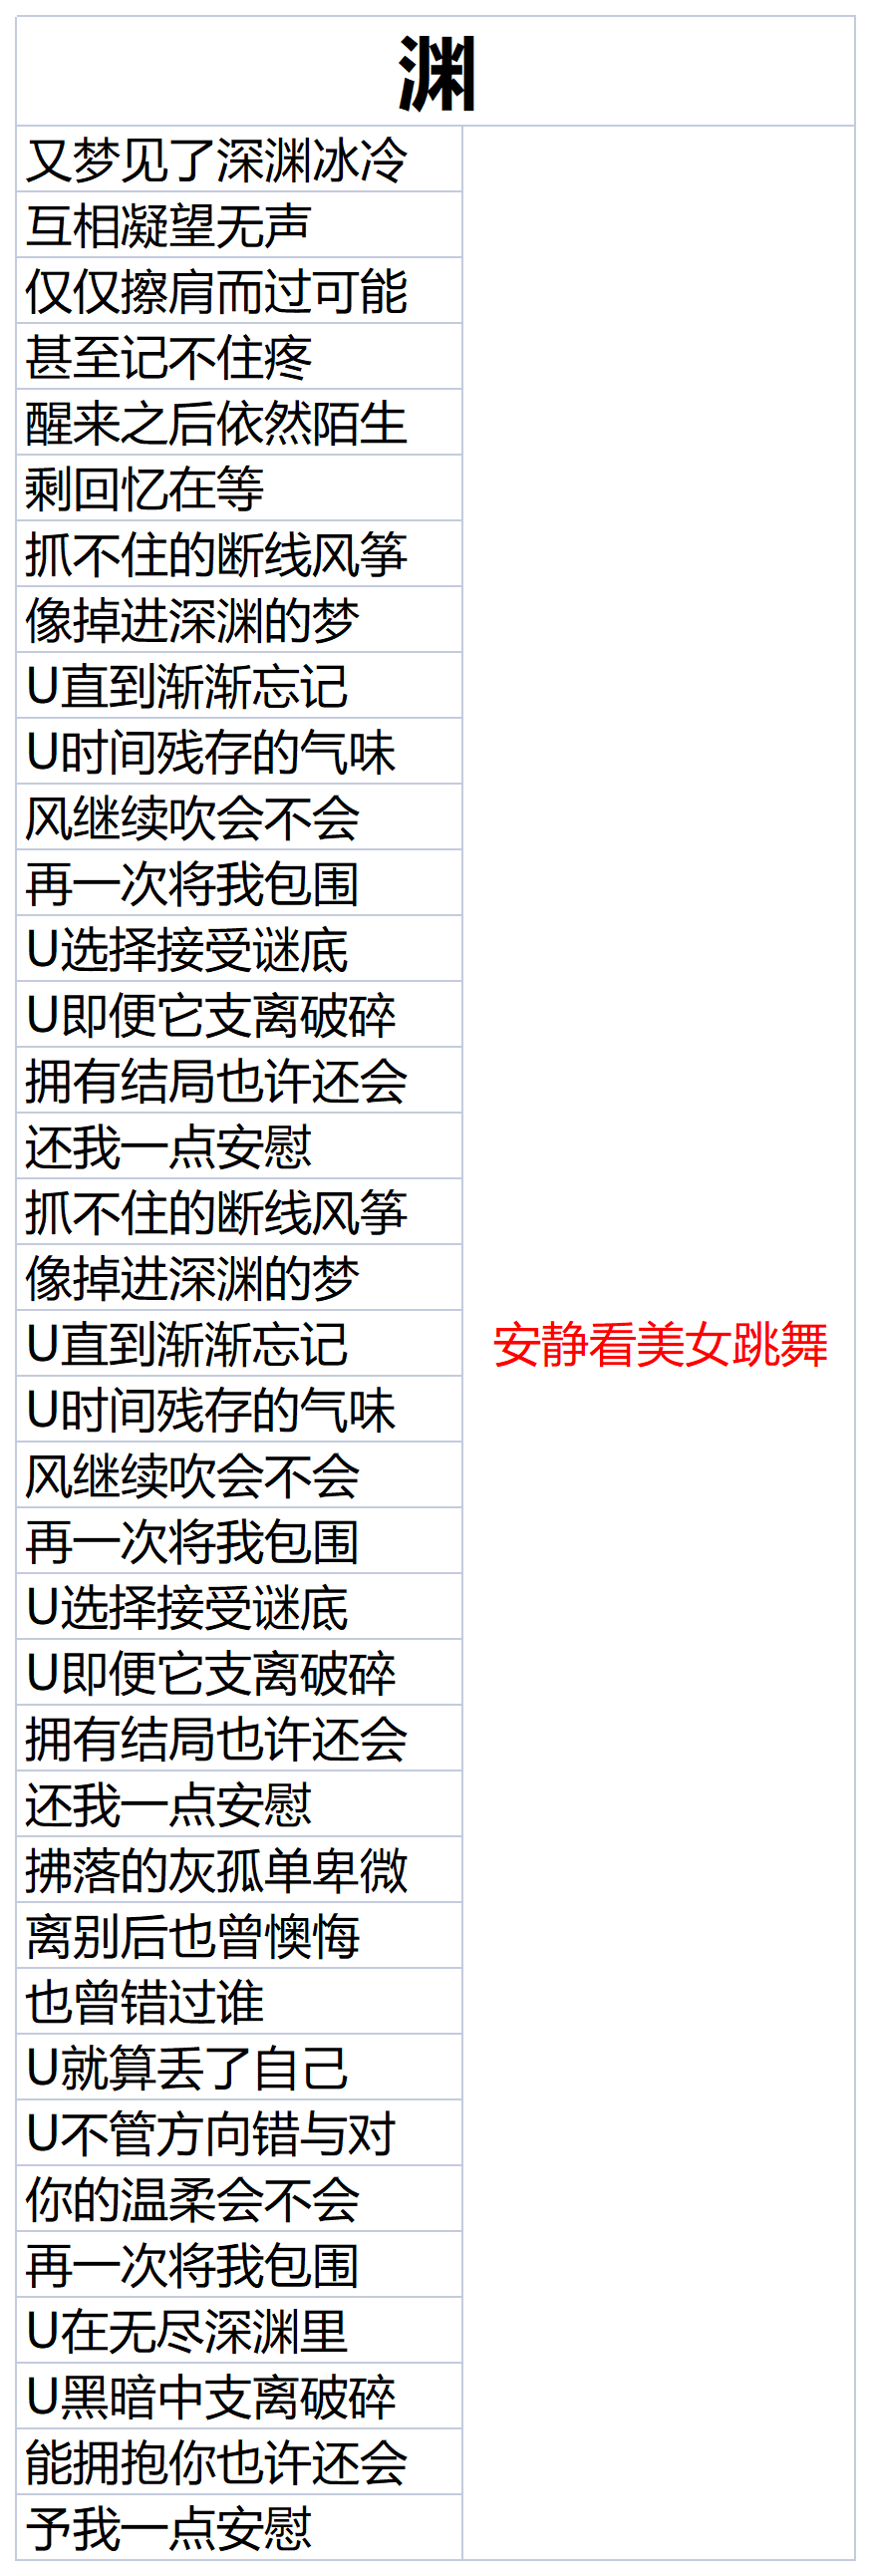 渊
又梦见了深渊冰冷
互相凝望无声
仅仅擦肩而过可能
甚至记不住疼
醒来之后依然陌生
剩回忆在等
抓不住的断线风筝
像掉进深渊的梦
U直到渐渐忘记
U时间残存的气味
风继续吹会不会
再一次将我包围
U选择接受谜底
U即便它支离破碎
拥有结局也许还会
还我一点安慰
抓不住的断线风筝
像掉进深渊的梦
U直到渐渐忘记
安静看美女跳舞
U时间残存的气味
风继续吹会不会
再一次将我包围
U选择接受谜底
U即便它支离破碎
拥有结局也许还会
还我一点安慰
拂落的灰孤单卑微
离别后也曾懊悔
也曾错过谁
U就算丢了自己
U不管方向错与对
你的温柔会不会
再一次将我包围
U在无尽深渊里
U黑暗中支离破碎
能拥抱你也许还会
予我一点安慰